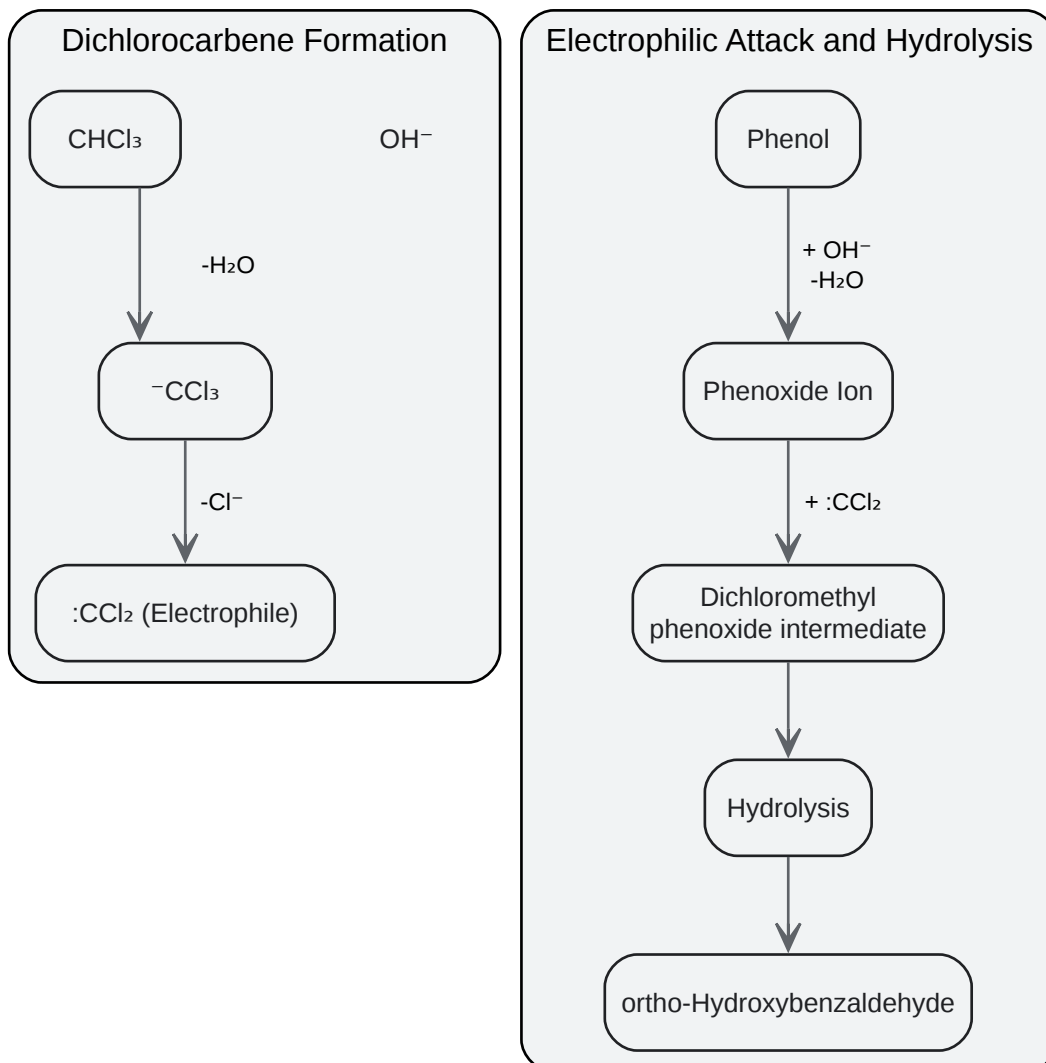 Dichlorocarbene Formation
CHCl₃
OH⁻
-H₂O
⁻CCl₃
-Cl⁻
:CCl₂ (Electrophile)
Electrophilic Attack and Hydrolysis
Phenol
+ OH⁻
-H₂O
Phenoxide Ion
+ :CCl₂
Dichloromethyl
phenoxide intermediate
Hydrolysis
ortho-Hydroxybenzaldehyde